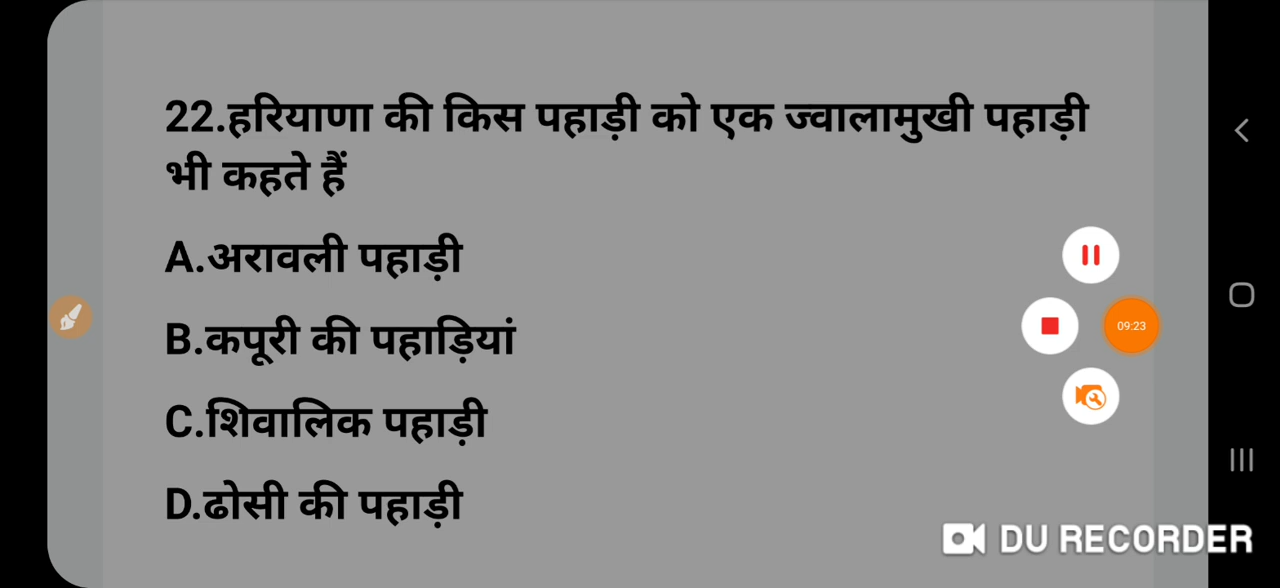 22.हरियाणा की किस पहाड़ी को एक ज्वालामुखी पहाड़ी
भी कहते हैं
A.अरावली पहाड़ी
B.कपूरी की पहाड़ियां
C.शिवालिक पहाड़ी
D.ढोसी की पहाड़ी
09:23
DU RECORDER